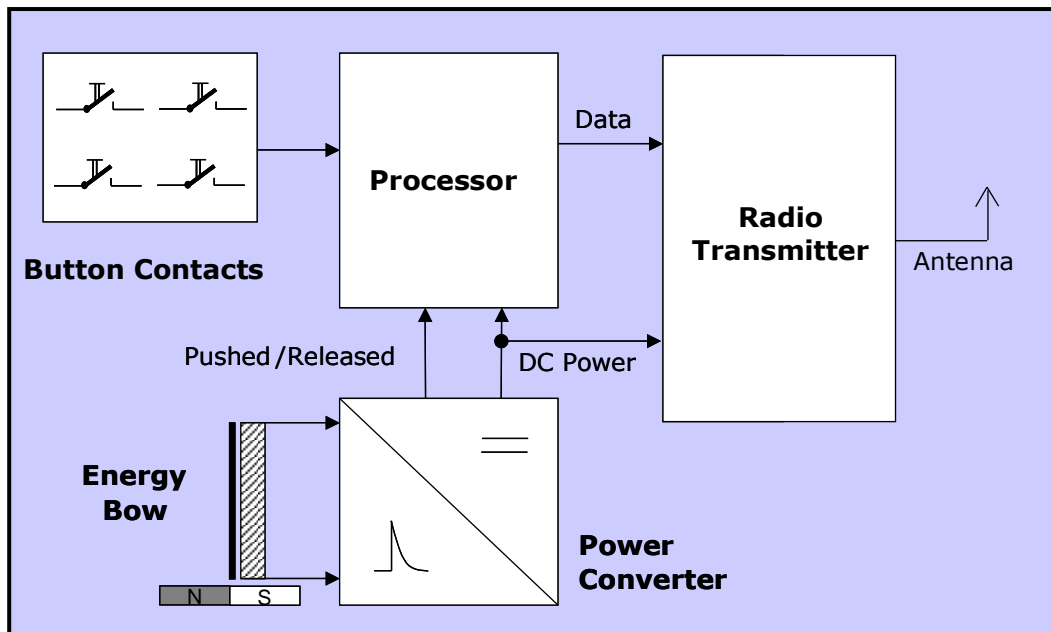 Data
Processor
Radio
Transmitter
Button Contacts
Antenna
Pushed/Released
DC Power
Energy
Bow
Power
Converter
N S